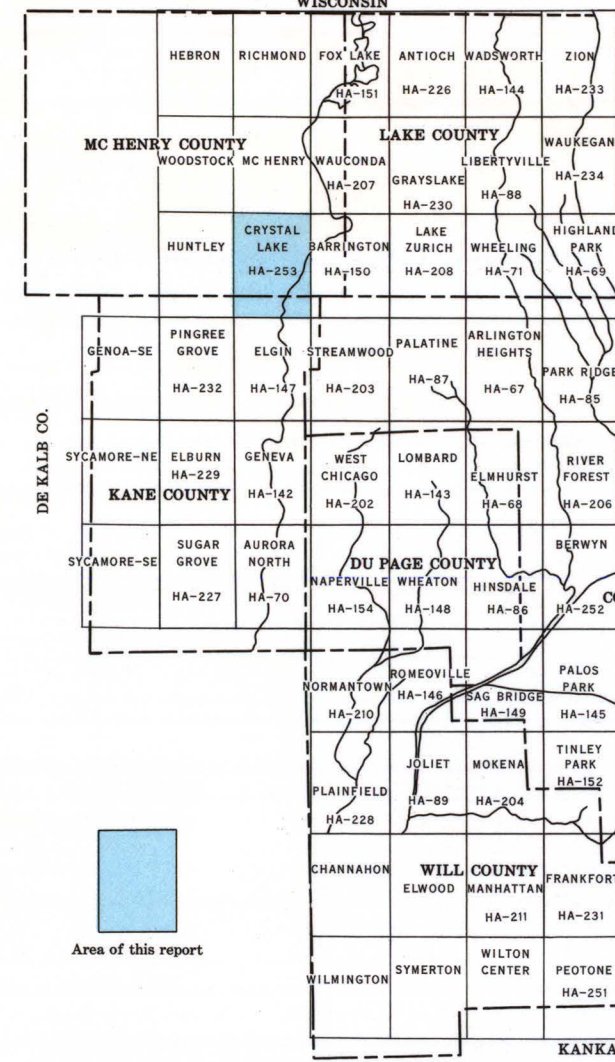 WISCONSIN
HEBRON
RICHMOND
FOX LAKE
HA-151
ANTIOCH
HA-226
WADSWORTH
HA-144
ZION
HA-233
MC HENRY COUNTY
LAKE COUNTY
WOODSTOCK
MC HENRY
WAUCONDA
HA-207
GRAYSLAKE
HA-230
LIBERTYVILLE
HA-88
WAUKEGAN
HA-234
HUNTLEY
CRYSTAL
LAKE
HA-253
BARRINGTON
HA-150
LAKE
ZURICH
HA-208
WHEELING
HA-71
HIGHLAND
PARK
HA-69
GENOA-SE
PINGREE
GROVE
HA-232
ELGIN
HA-147
STREAMWOOD
HA-203
PALATINE
HA-87
ARLINGTON
HEIGHTS
HA-67
PARK RIDGE
HA-85
DE KALB CO.
SYCAMORE-NE
ELBURN
HA-229
KANE COUNTY
GENEVA
HA-142
WEST
CHICAGO
HA-202
LOMBARD
HA-143
ELMHURST
HA-68
RIVER
FOREST
HA-206
SYCAMORE-SE
SUGAR
GROVE
HA-227
AURORA
NORTH
HA-70
DU PAGE COUNTY
NAPERVILLE
HA-154
WHEATON
HA-148
HINSDALE
HA-86
BERWYN
HA-252
NORMANTOWN
HA-210
ROMEOVILLE
HA-146
SAG BRIDGE
HA-149
PALOS
PARK
HA-145
PLAINFIELD
HA-228
JOLIET
HA-89
MOKENA
HA-204
TINLEY
PARK
HA-152
Area of this report
CHANNAHON
WILL COUNTY
ELWOOD
MANHATTAN
HA-211
FRANKFORT
HA-231
WILMINGTON
SYMERTON
WILTON
CENTER
PEOTONE
HA-251
KANKA